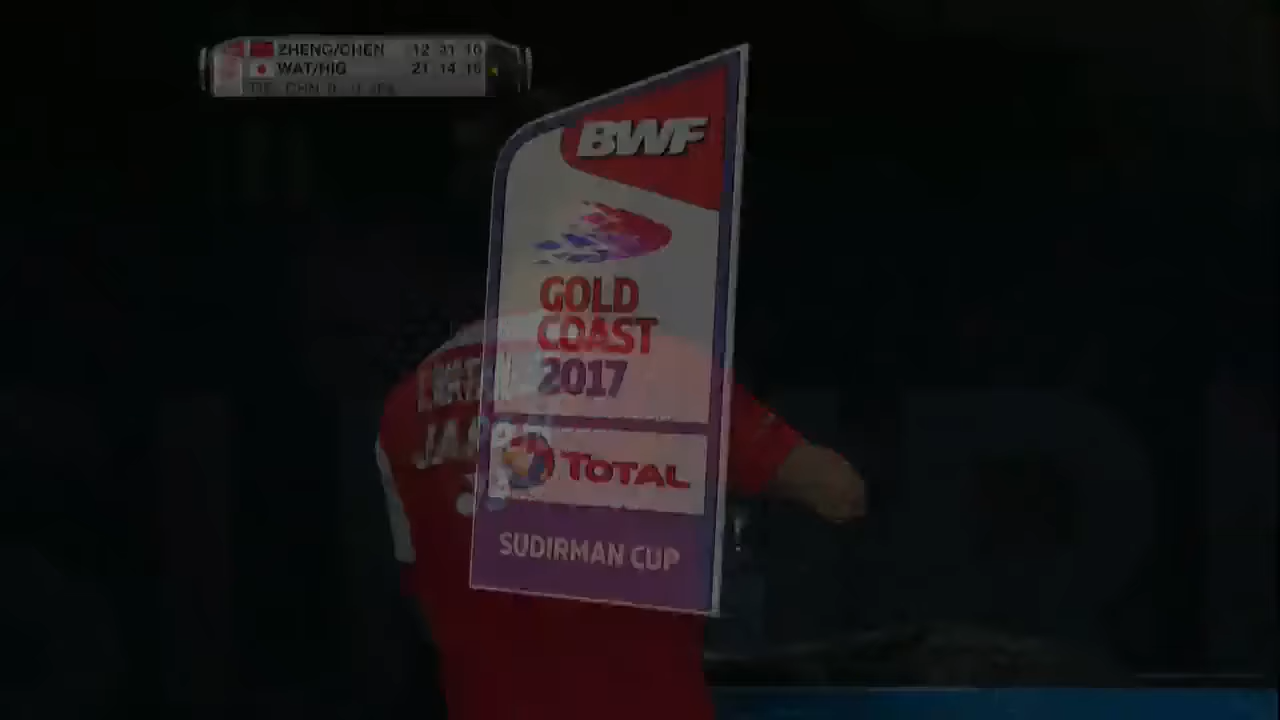 ZHENG/CHEN 12 21 16
WAT/HIG 21 14 16
BWF
GOLD
COAST
2017
TOTAL
SUDIRMAN CUP